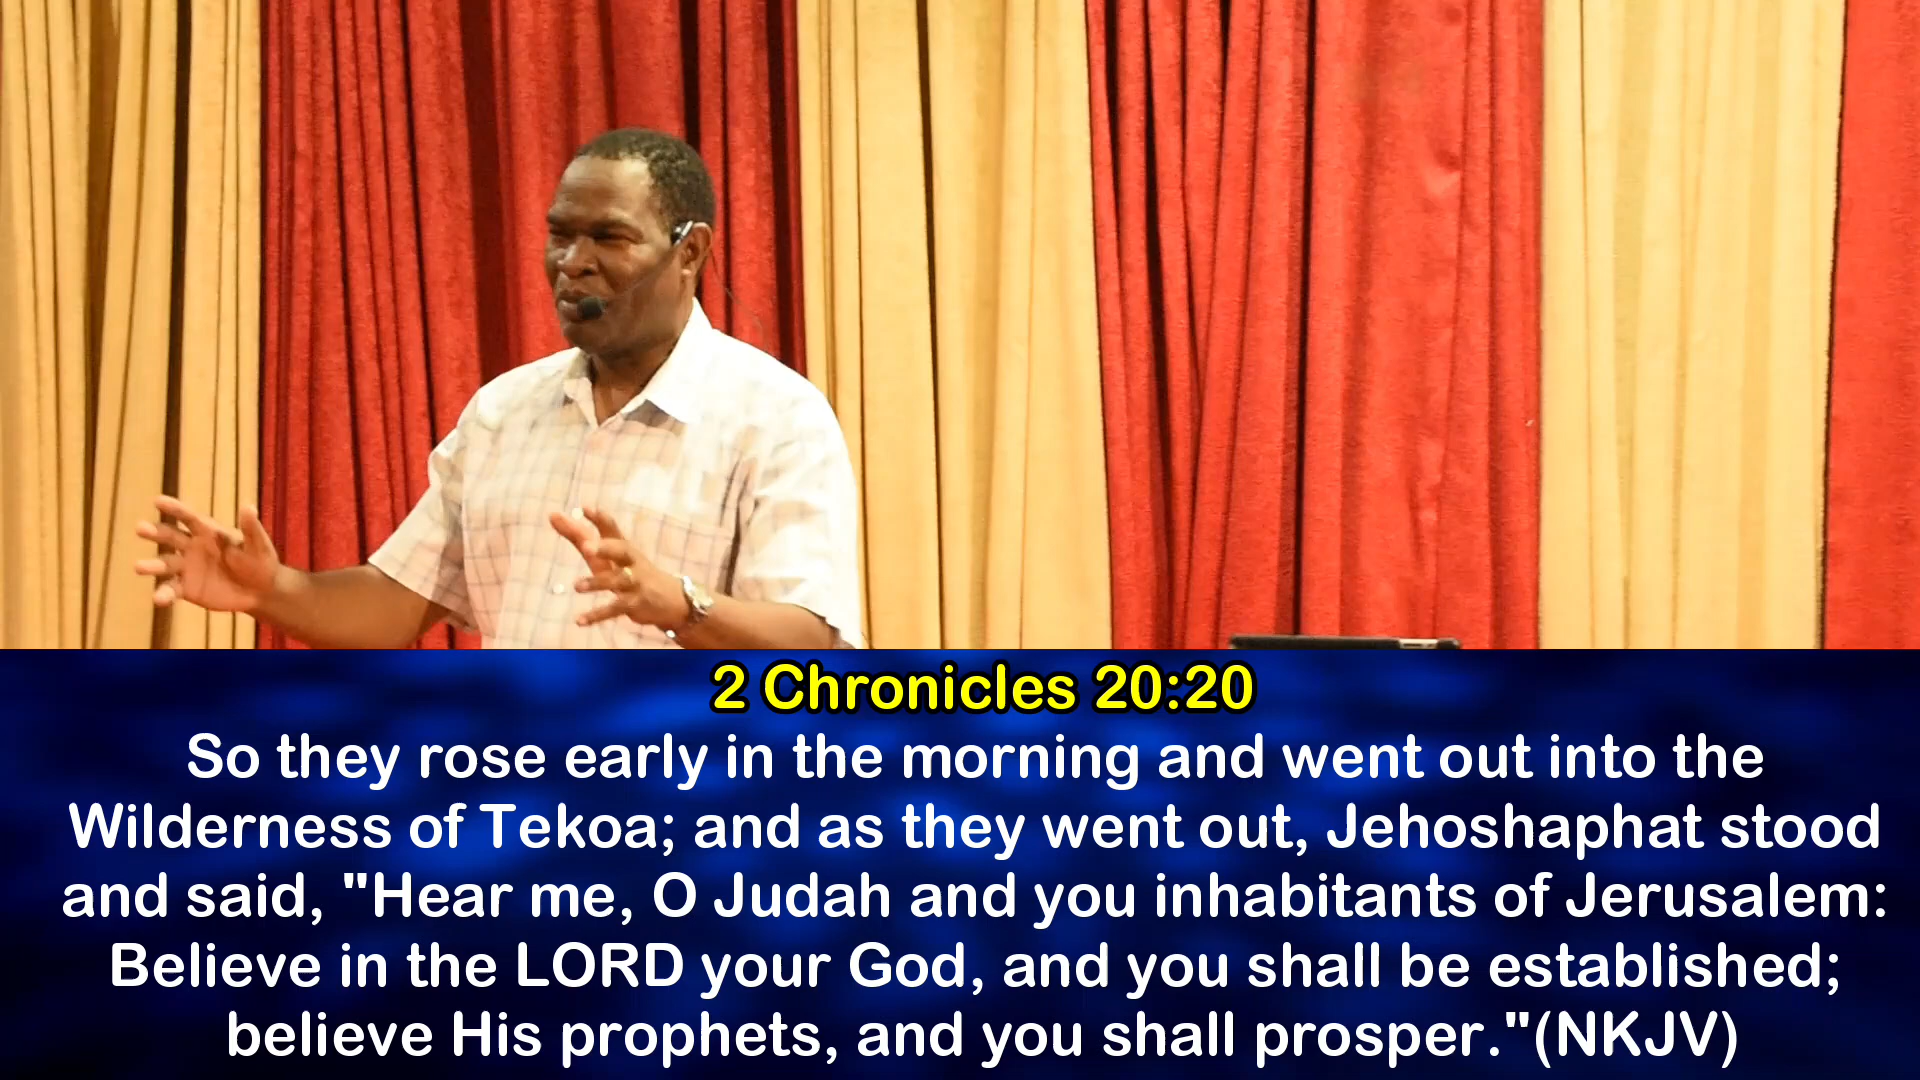 2 Chronicles 20:20
So they rose early in the morning and went out into the
Wilderness of Tekoa; and as they went out, Jehoshaphat stood
and said, "Hear me, O Judah and you inhabitants of Jerusalem:
Believe in the LORD your God, and you shall be established;
believe His prophets, and you shall prosper."(NKJV)